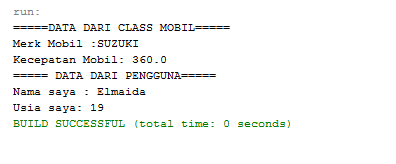 run:
=====DATA DARI CLASS MOBIL=====
Merk Mobil :SUZUKI
Kecepatan Mobil: 360.0
===== DATA DARI PENGGUNA=====
Nama saya : Elmaida
Usia saya: 19
BUILD SUCCESSFUL (total time: 0 seconds)